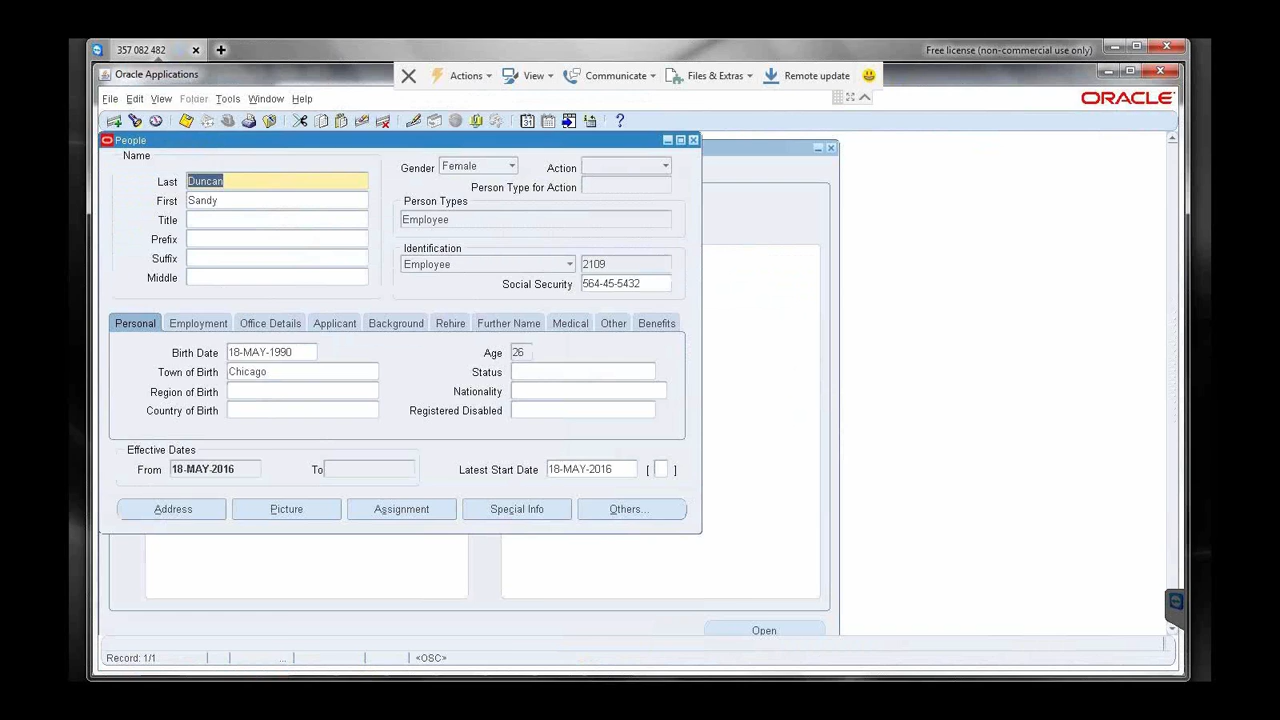 357 082 482
Free license (non-commercial use only)
Oracle Applications
Actions View Communicate Files & Extras Remote update
File Edit View Folder Tools Window Help
ORACLE
People
Name
Last Duncan
First Sandy
Title
Prefix
Suffix
Middle
Gender Female Action
Person Type for Action
Person Types
Employee
Identification
Employee 2109
Social Security 564-45-5432
Personal Employment Office Details Applicant Background Rehire Further Name Medical Other Benefits
Birth Date 18-MAY-1990 Age 26
Town of Birth Chicago Status
Region of Birth Nationality
Country of Birth Registered Disabled
Effective Dates
From 18-MAY-2016 To Latest Start Date 18-MAY-2016 [ ]
Address Picture Assignment Special Info Others...
Open
Record: 1/1 ... <OSC>